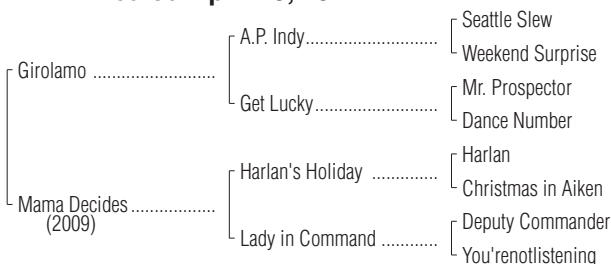 Seattle Slew
A.P. Indy
Weekend Surprise
Girolamo
Mr. Prospector
Get Lucky
Dance Number
Harlan
Harlan's Holiday
Christmas in Aiken
Mama Decides
(2009)
Deputy Commander
Lady in Command
You'renotlistening